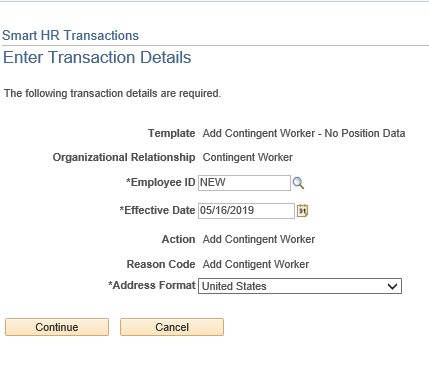 Smart HR Transactions
Enter Transaction Details
The following transaction details are required.
Template Add Contingent Worker - No Position Data
Organizational Relationship Contingent Worker
*Employee ID NEW
*Effective Date 05/16/2019
Action Add Contingent Worker
Reason Code Add Contigent Worker
*Address Format United States
Continue Cancel